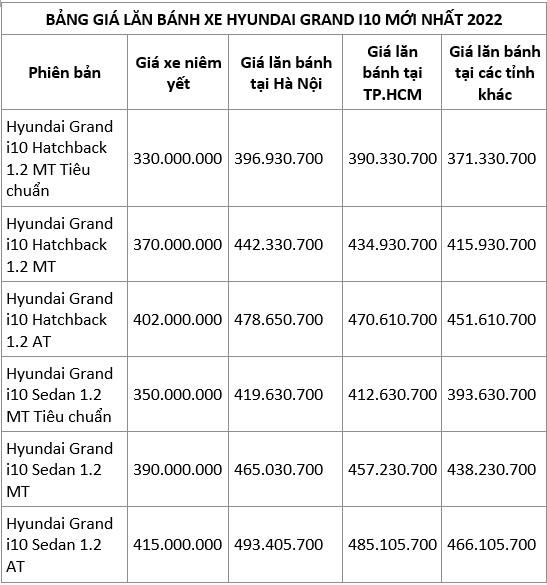 BẢNG GIÁ LĂN BÁNH XE HYUNDAI GRAND I10 MỚI NHẤT 2022
Phiên bản
Giá xe niêm
yết
Giá lăn bánh
tại Hà Nội
Giá lăn
bánh tại
TP.HCM
Giá lăn bánh
tại các tỉnh
khác
Hyundai Grand
i10 Hatchback
1.2 MT Tiêu
chuẩn
330.000.000
396.930.700
390.330.700
371.330.700
Hyundai Grand
i10 Hatchback
1.2 MT
370.000.000
442.330.700
434.930.700
415.930.700
Hyundai Grand
i10 Hatchback
1.2 AT
402.000.000
478.650.700
470.610.700
451.610.700
Hyundai Grand
i10 Sedan 1.2
MT Tiêu chuẩn
350.000.000
419.630.700
412.630.700
393.630.700
Hyundai Grand
i10 Sedan 1.2
MT
390.000.000
465.030.700
457.230.700
438.230.700
Hyundai Grand
i10 Sedan 1.2
AT
415.000.000
493.405.700
485.105.700
466.105.700